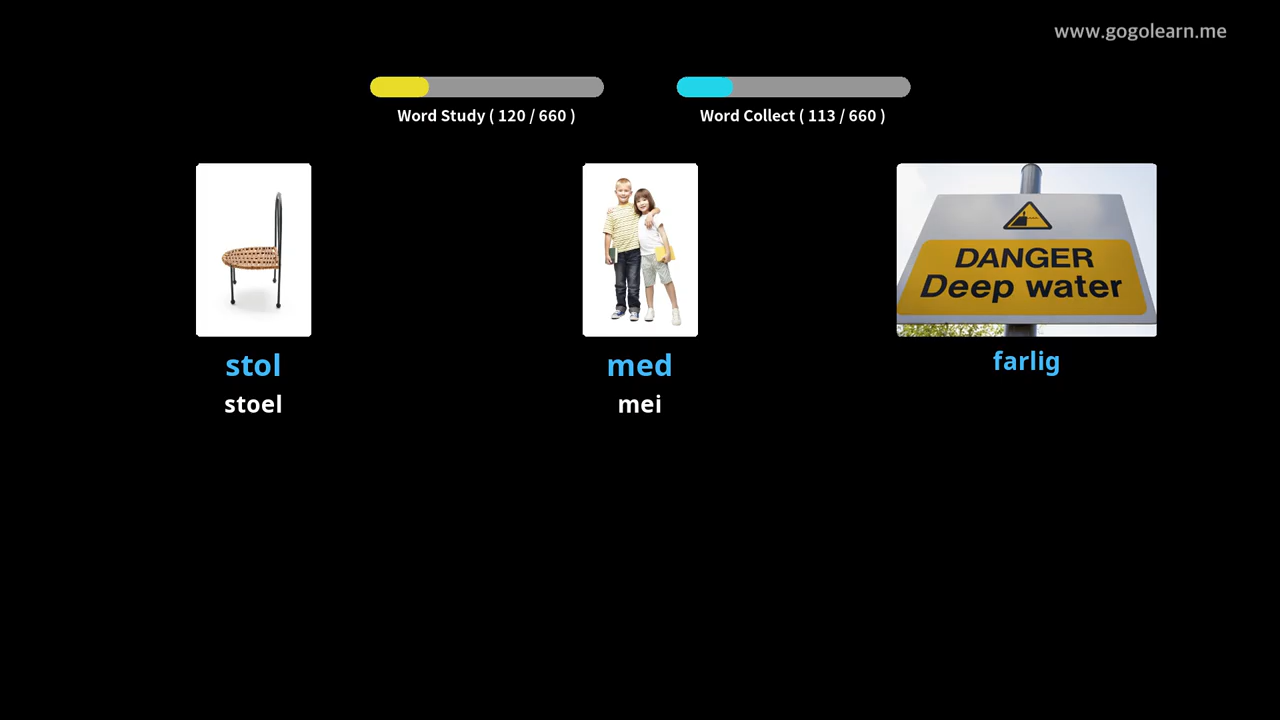 www.gogolearn.me
Word Study ( 120 / 660 )
Word Collect ( 113 / 660 )
DANGER
Deep water
stol
med
farlig
stoel
mei